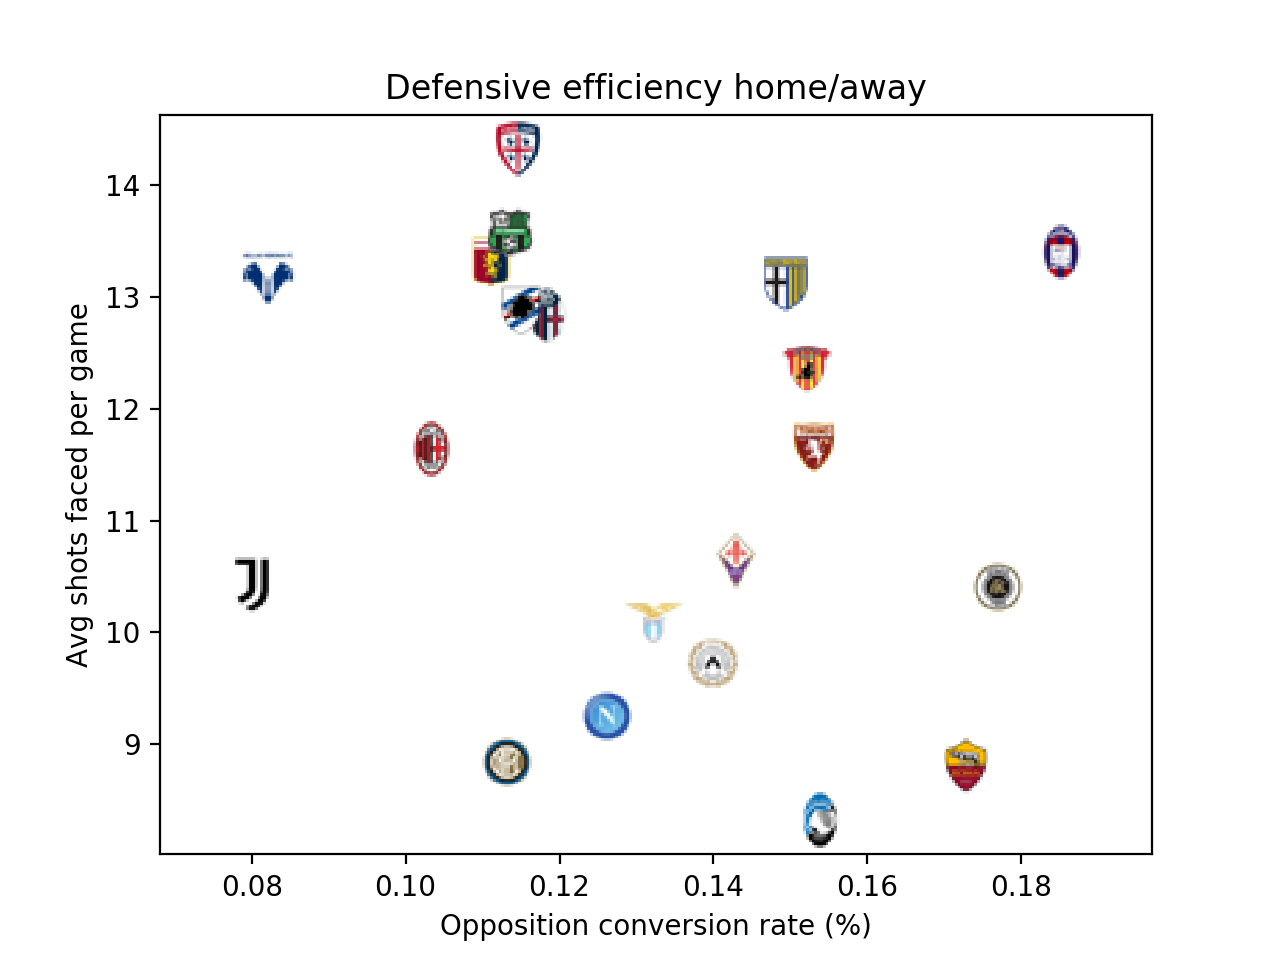 Defensive efficiency home/away
Avg shots faced per game
14
13
12
11
10
9
0.08 0.10 0.12 0.14 0.16 0.18
Opposition conversion rate (%)